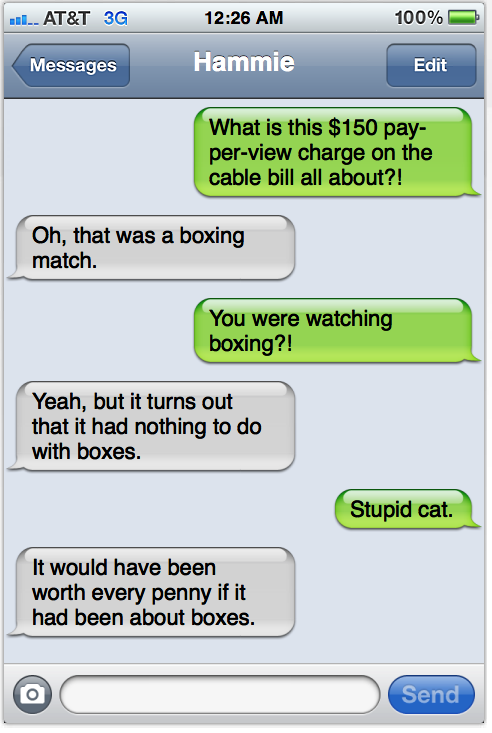 AT&T 3G 12:26 AM 100%
Messages Hammie Edit
What is this $150 pay-
per-view charge on the
cable bill all about?!
Oh, that was a boxing
match.
You were watching
boxing?!
Yeah, but it turns out
that it had nothing to do
with boxes.
Stupid cat.
It would have been
worth every penny if it
had been about boxes.
Send